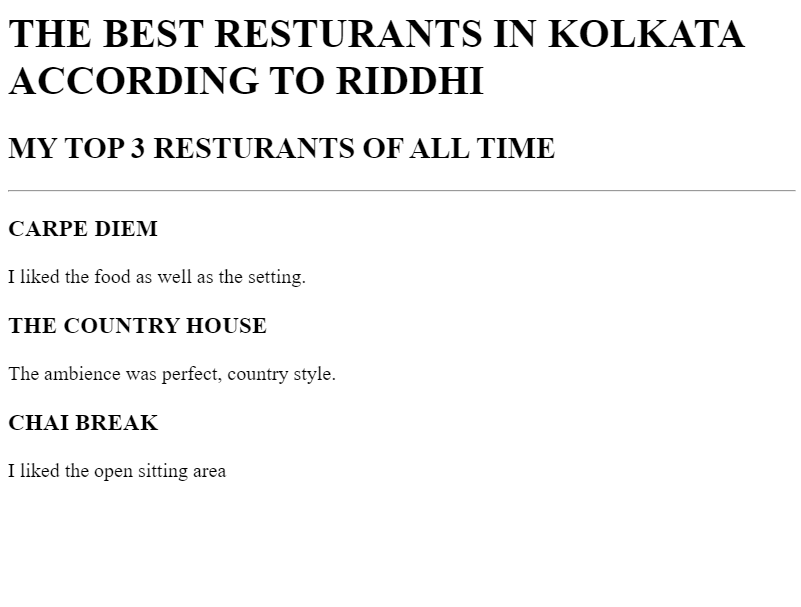 THE BEST RESTURANTS IN KOLKATA
ACCORDING TO RIDDHI
MY TOP 3 RESTURANTS OF ALL TIME
CARPE DIEM
I liked the food as well as the setting.
THE COUNTRY HOUSE
The ambience was perfect, country style.
CHAI BREAK
I liked the open sitting area